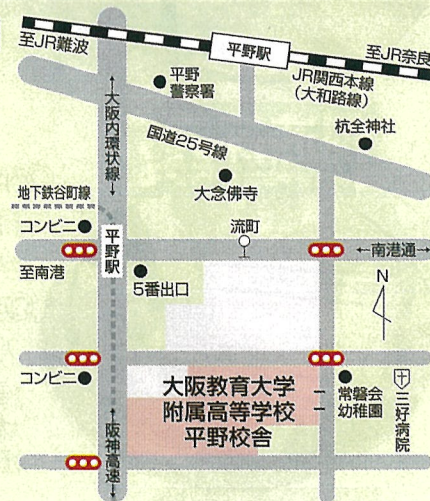 至JR難波
平野駅
至JR奈良
JR関西本線
(大和路線)
平野
警察署
大阪内環状線
国道25号線
杭全神社
大念佛寺
地下鉄谷町線
コンビニ
流町
平野駅
←南港通→
至南港
5番出口
N
コンビニ
大阪教育大学
附属高等学校
平野校舎
常磐会
幼稚園
三好病院
阪神高速